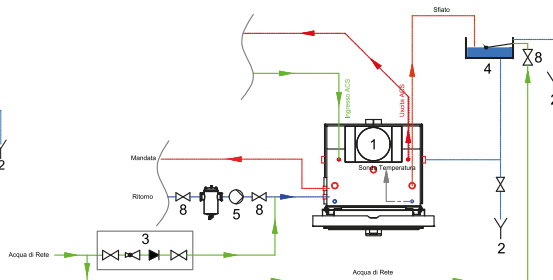 Sfiato
8
4
2
Ingresso ACS
Uscita ACS
1
Mandata
Sonda Temperatura
2
Ritorno
8
5
8
3
2
Acqua di Rete
Acqua di Rete